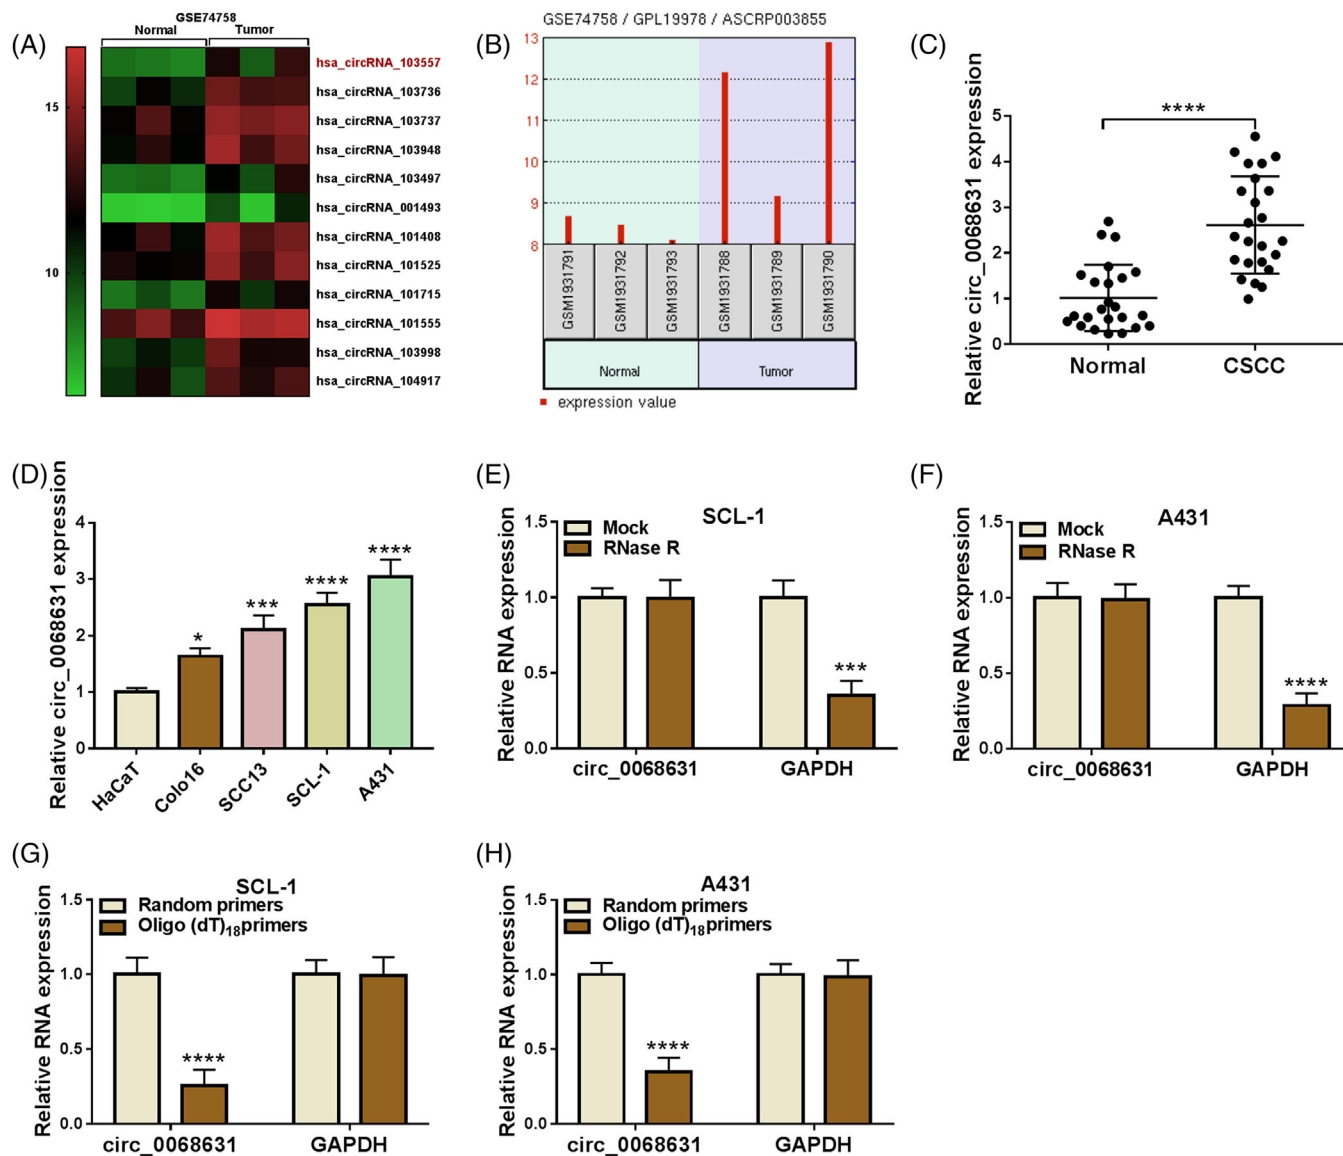 (A)
GSE74758
Normal Tumor
15
10
hsa_circRNA_103557
hsa_circRNA_103736
hsa_circRNA_103737
hsa_circRNA_103948
hsa_circRNA_103497
hsa_circRNA_001493
hsa_circRNA_101408
hsa_circRNA_101525
hsa_circRNA_101715
hsa_circRNA_101555
hsa_circRNA_103998
hsa_circRNA_104917
(B)
GSE74758 / GPL19978 / ASCRP003855
13
12
11
10
9
8
GSM1931791
GSM1931792
GSM1931793
GSM1931788
GSM1931789
GSM1931790
Normal Tumor
expression value
(C)
Relative circ_0068631 expression
5
4
3
2
1
0
****
Normal CSCC
(D)
Relative circ_0068631 expression
4
3
2
1
0
* *** **** ****
HaCaT
Colo16
SCC13
SCL-1
A431
(E)
SCL-1
Mock
RNase R
Relative RNA expression
1.5
1.0
0.5
0.0
***
circ_0068631 GAPDH
(F)
A431
Mock
RNase R
Relative RNA expression
1.5
1.0
0.5
0.0
****
circ_0068631 GAPDH
(G)
SCL-1
Random primers
Oligo (dT)18primers
Relative RNA expression
1.5
1.0
0.5
0.0
****
circ_0068631 GAPDH
(H)
A431
Random primers
Oligo (dT)18primers
Relative RNA expression
1.5
1.0
0.5
0.0
****
circ_0068631 GAPDH